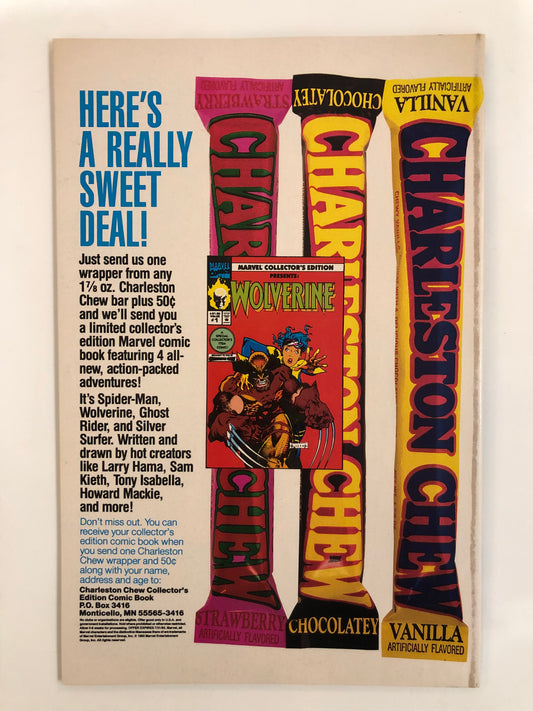 HERE'S
A REALLY
SWEET
DEAL!
Just send us one
wrapper from any
1⅞ oz. Charleston
Chew bar plus 50¢
and we'll send you
a limited collector's
edition Marvel comic
book featuring 4 all-
new, action-packed
adventures!
It's Spider-Man,
Wolverine, Ghost
Rider, and Silver
Surfer. Written and
drawn by hot creators
like Larry Hama, Sam
Kieth, Tony Isabella,
Howard Mackie,
and more!
Don't miss out. You can
receive your collector's
edition comic book when
you send one Charleston
Chew wrapper and 50¢
along with your name,
address and age to:
Charleston Chew Collector's
Edition Comic Book
P.O. Box 3416
Monticello, MN 55565-3416
STRAWBERRY
ARTIFICIALLY FLAVORED
CHARLESTON CHEW
STRAWBERRY
ARTIFICIALLY FLAVORED
CHOCOLATEY
CHARLESTON CHEW
CHOCOLATEY
VANILLA
ARTIFICIALLY FLAVORED
CHARLESTON CHEW
VANILLA
ARTIFICIALLY FLAVORED
MARVEL
MARVEL COLLECTOR'S EDITION
PRESENTS:
WOLVERINE
#1